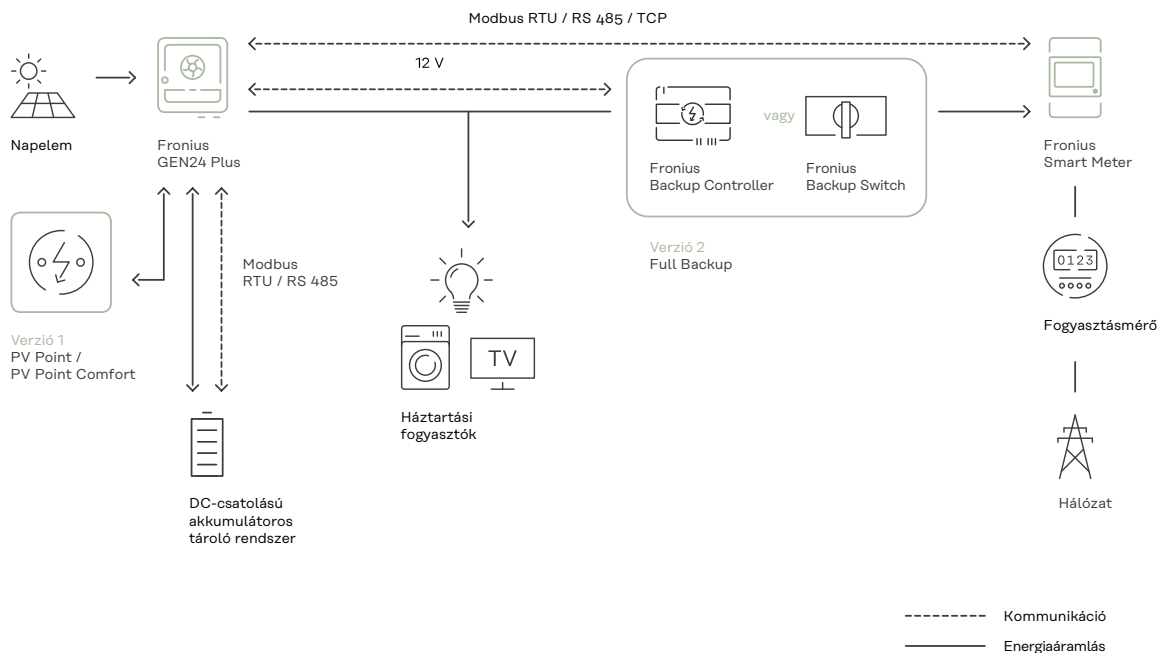 Modbus RTU / RS 485 / TCP
12 V
Napelem
Fronius
GEN24 Plus
vagy
Fronius
Backup Controller
Fronius
Backup Switch
Fronius
Smart Meter
Verzió 2
Full Backup
Modbus
RTU / RS 485
0123
Fogyasztásmérő
Verzió 1
PV Point /
PV Point Comfort
TV
Háztartási
fogyasztók
DC-csatolású
akkumulátoros
tároló rendszer
Hálózat
Kommunikáció
Energiaáramlás